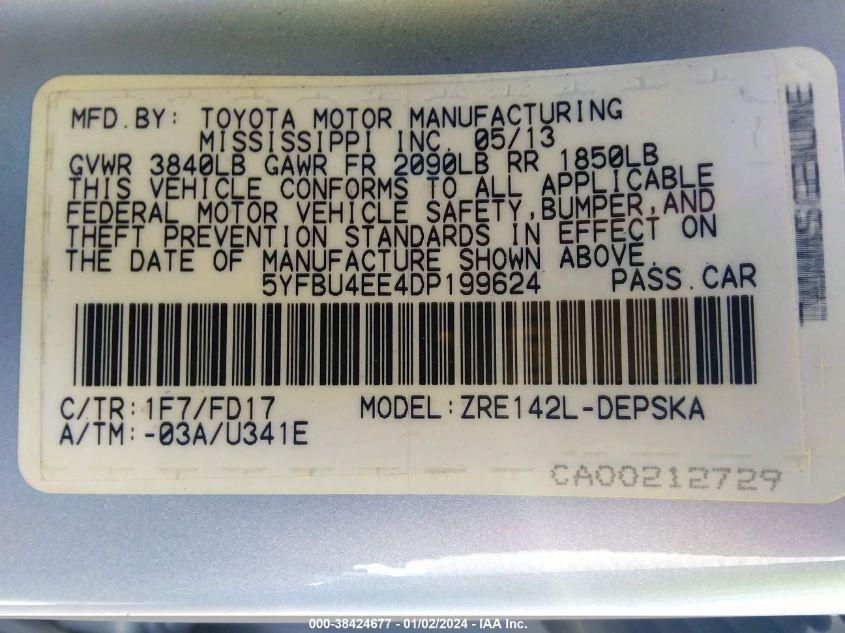 MFD.BY: TOYOTA MOTOR MANUFACTURING
MISSISSIPPI INC. 05/13
GVWR 3840LB GAWR FR 2090LB RR 1850LB
THIS VEHICLE CONFORMS TO ALL APPLICABLE
FEDERAL MOTOR VEHICLE SAFETY, BUMPER, AND
THEFT PREVENTION STANDARDS IN EFFECT ON
THE DATE OF MANUFACTURE SHOWN ABOVE.
5YFBU4EE4DP199624 PASS.CAR
C/TR:1F7/FD17 MODEL:ZRE142L-DEPSKA
A/TM:-03A/U341E
CA00212729
000-38424677 - 01/02/2024 - IAA Inc.